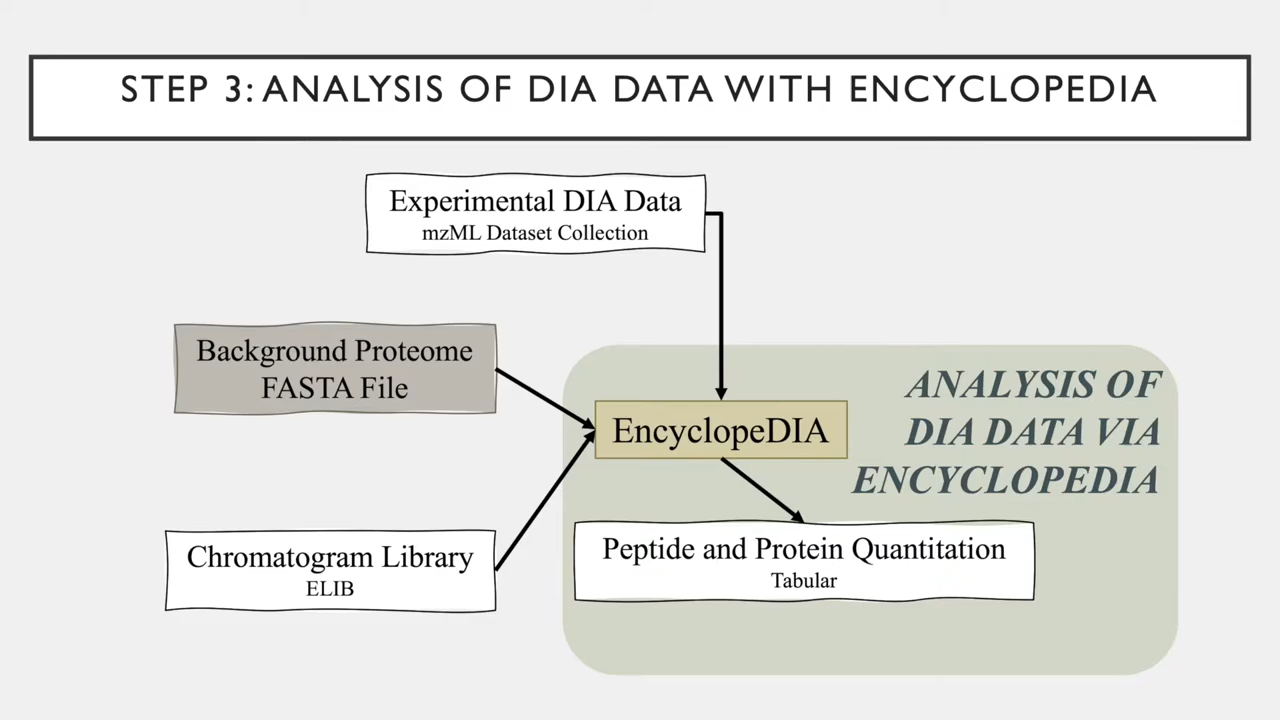 STEP 3: ANALYSIS OF DIA DATA WITH ENCYCLOPEDIA
Experimental DIA Data
mzML Dataset Collection
Background Proteome
FASTA File
ANALYSIS OF
DIA DATA VIA
ENCYCLOPEDIA
EncyclopeDIA
Chromatogram Library
ELIB
Peptide and Protein Quantitation
Tabular